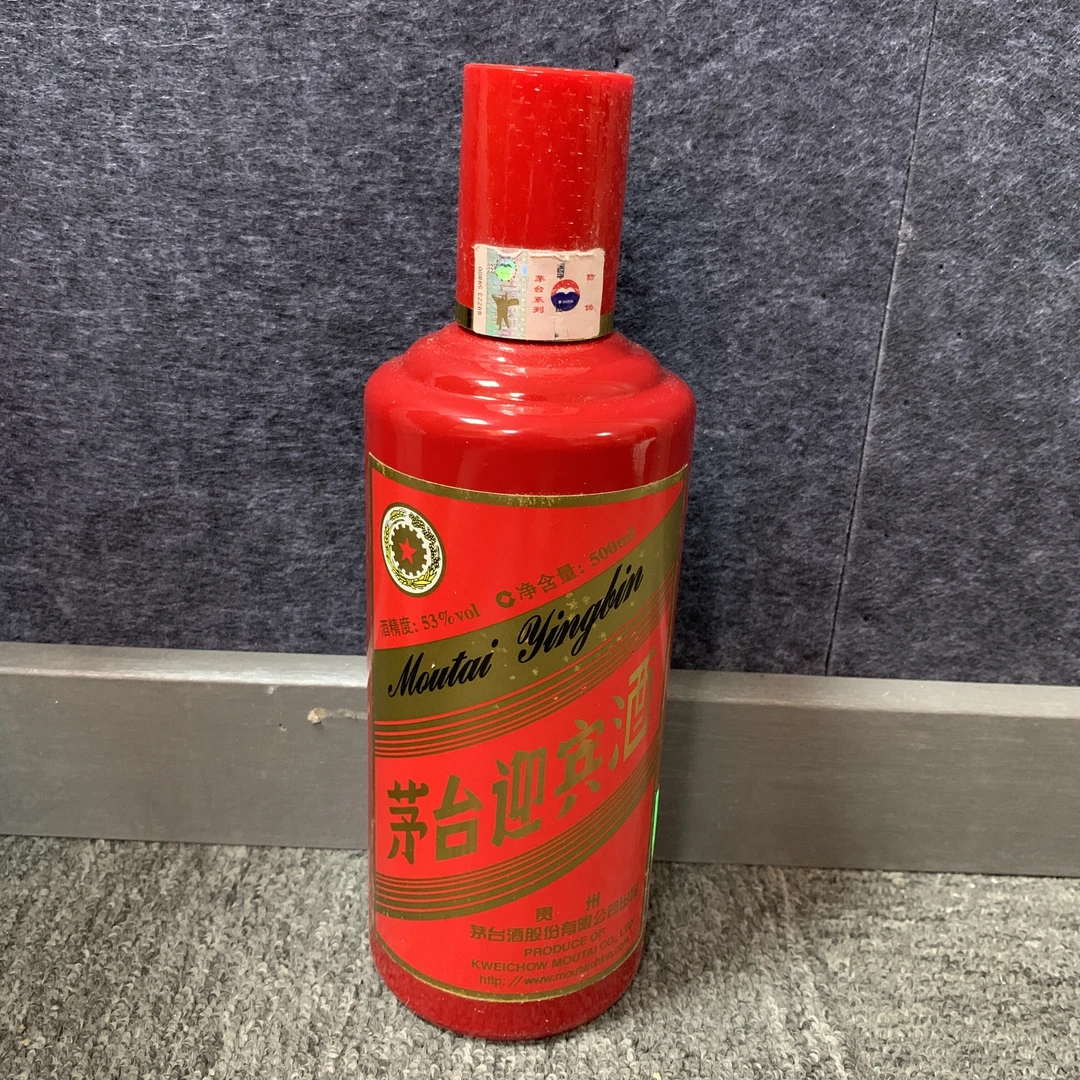 茅台系列
防伪
酒精度: 53%vol 净含量: 500ml
Moutai Yingbin
茅台迎宾酒
贵 州
茅台酒股份有限公司出品
PRODUCE OF
KWEICHOW MOUTAI CO., LTD
http://www.moutaichina.com